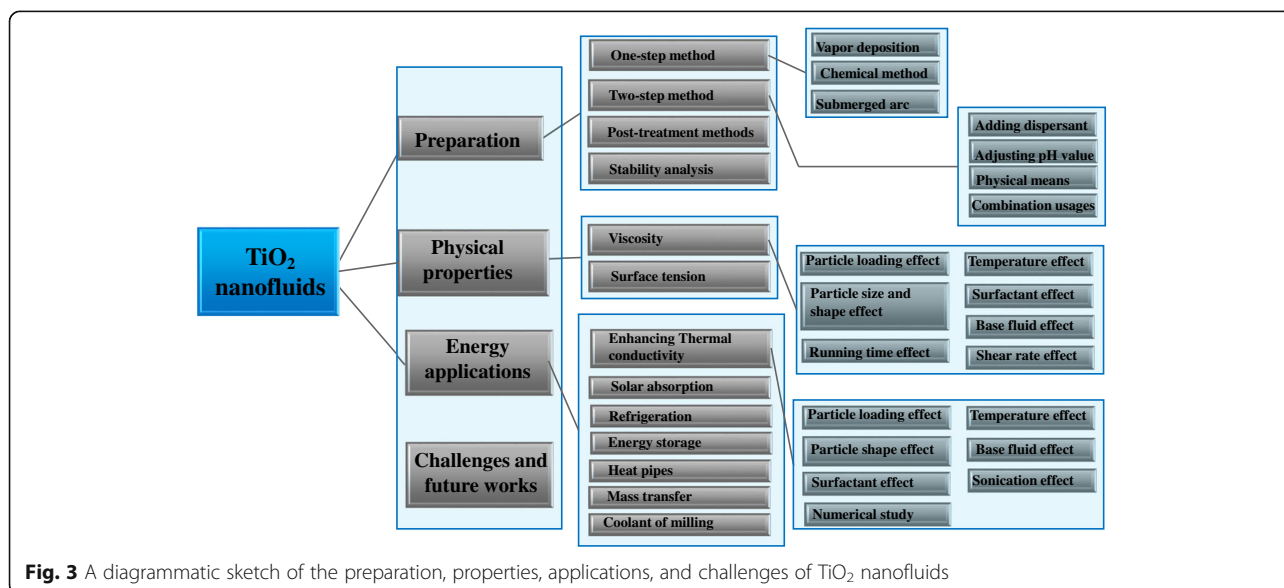 TiO₂
nanofluids
Preparation
Physical
properties
Energy
applications
Challenges and
future works
One-step method
Two-step method
Post-treatment methods
Stability analysis
Vapor deposition
Chemical method
Submerged arc
Adding dispersant
Adjusting pH value
Physical means
Combination usages
Viscosity
Surface tension
Particle loading effect
Particle size and
shape effect
Running time effect
Temperature effect
Surfactant effect
Base fluid effect
Shear rate effect
Enhancing Thermal
conductivity
Solar absorption
Refrigeration
Energy storage
Heat pipes
Mass transfer
Coolant of milling
Particle loading effect
Particle shape effect
Surfactant effect
Numerical study
Temperature effect
Base fluid effect
Sonication effect
Fig. 3 A diagrammatic sketch of the preparation, properties, applications, and challenges of TiO₂ nanofluids